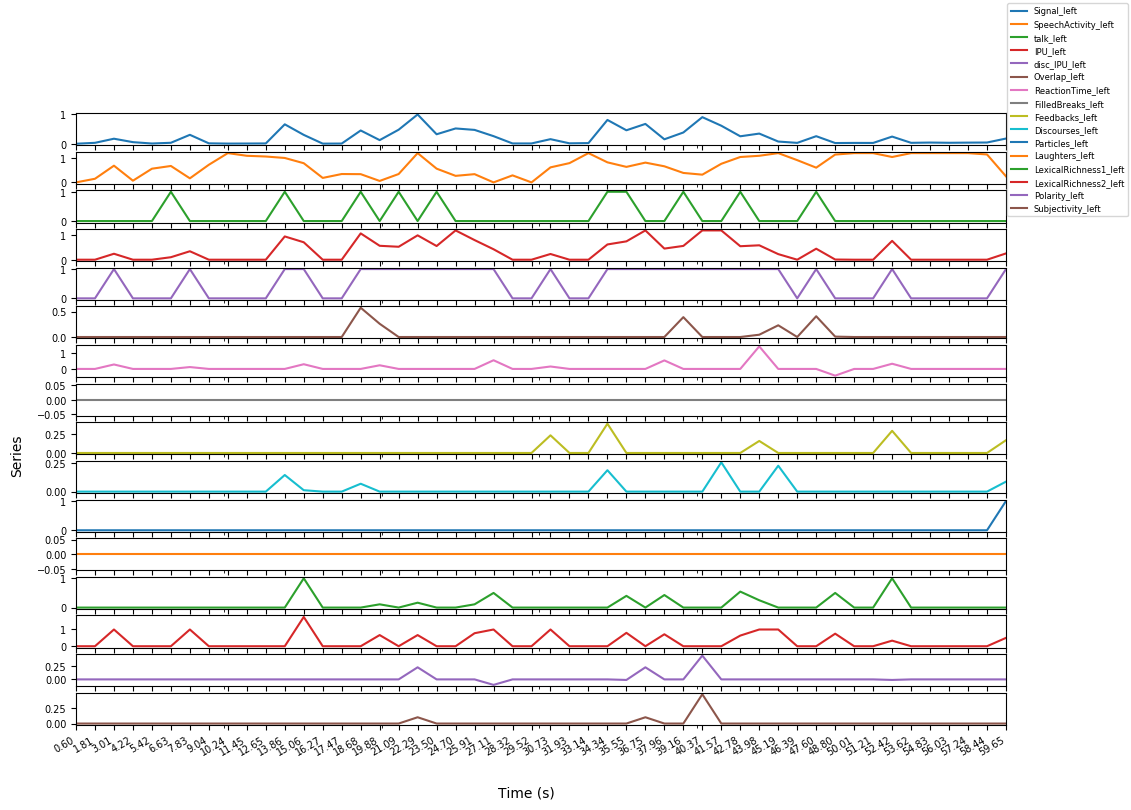 Signal_left
SpeechActivity_left
talk_left
IPU_left
disc_IPU_left
Overlap_left
ReactionTime_left
FilledBreaks_left
Feedbacks_left
Discourses_left
Particles_left
Laughters_left
LexicalRichness1_left
LexicalRichness2_left
Polarity_left
Subjectivity_left
1
0
1
0
1
0
1
0
1
0
0.5
0.0
1
0
0.05
0.00
−0.05
0.25
0.00
0.25
0.00
1
0
0.05
0.00
−0.05
1
0
1
0
0.25
0.00
0.25
0.00
Series
0.60 1.81 3.01 4.22 5.42 6.63 7.83 9.04 10.24 11.45 12.65 13.86 15.06 16.27 17.47 18.68 19.88 21.09 22.29 23.50 24.70 25.91 27.11 28.32 29.52 30.73 31.93 33.14 34.34 35.55 36.75 37.96 39.16 40.37 41.57 42.78 43.98 45.19 46.39 47.60 48.80 50.01 51.21 52.42 53.62 54.83 56.03 57.24 58.44 59.65
Time (s)